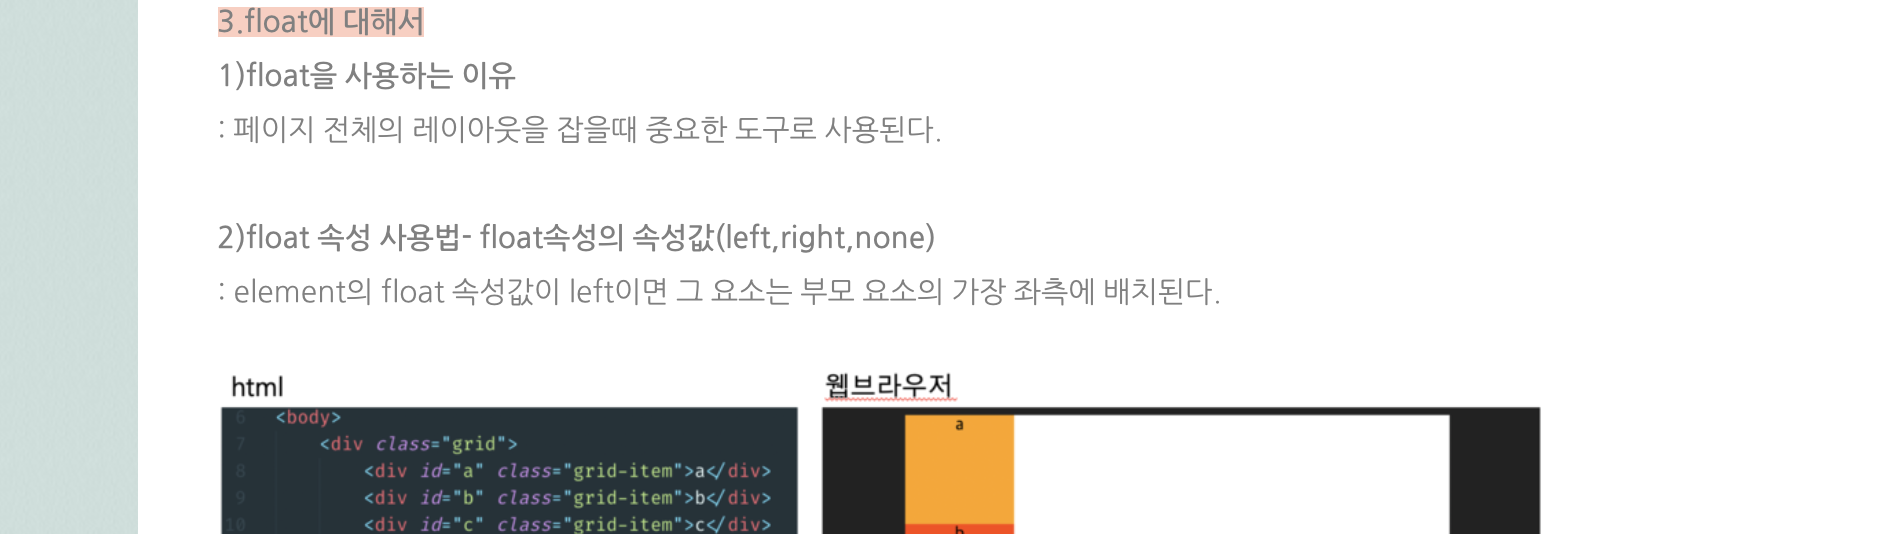 3.float에 대해서
1)float을 사용하는 이유
: 페이지 전체의 레이아웃을 잡을때 중요한 도구로 사용된다.
2)float 속성 사용법- float속성의 속성값(left,right,none)
: element의 float 속성값이 left이면 그 요소는 부모 요소의 가장 좌측에 배치된다.
html
6 <body>
7 <div class="grid">
8 <div id="a" class="grid-item">a</div>
9 <div id="b" class="grid-item">b</div>
10 <div id="c" class="grid-item">c</div>
웹브라우저
a
b